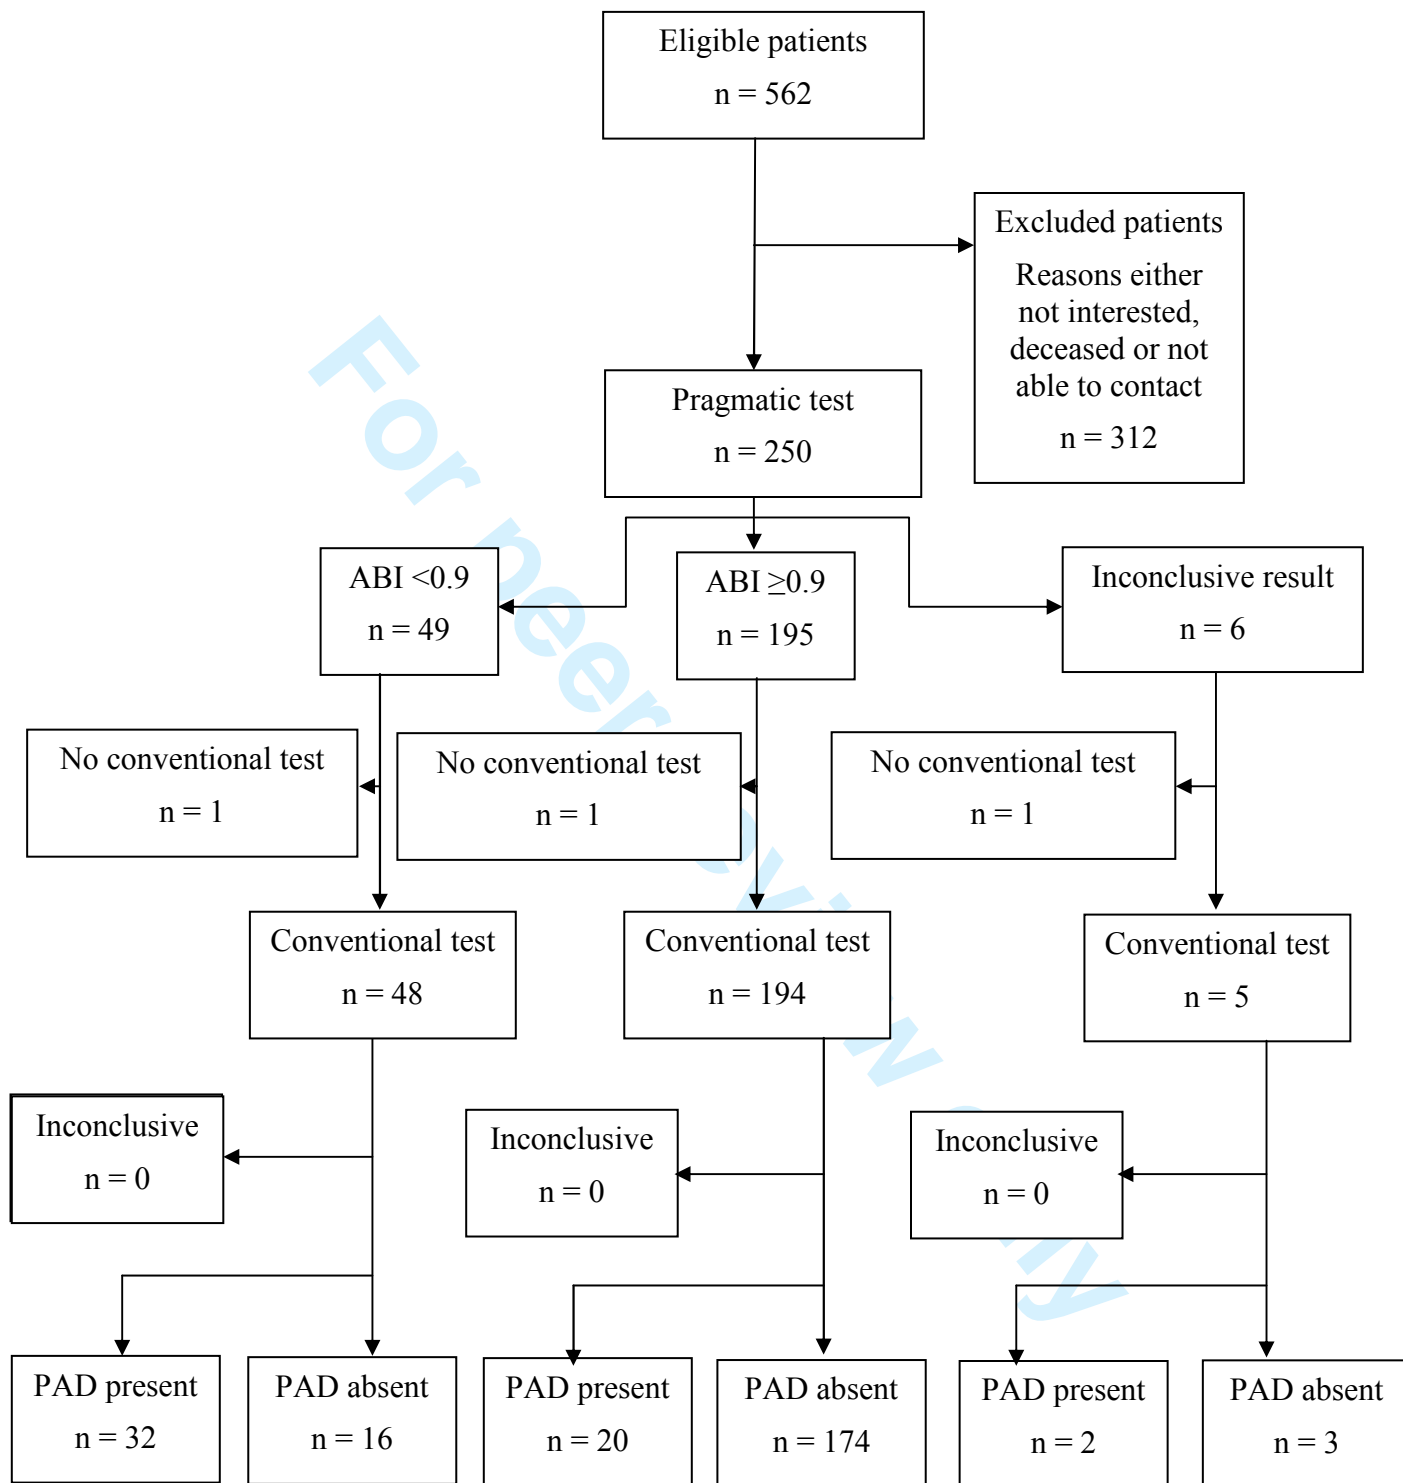 Eligible patients
n = 562
Excluded patients
Reasons either
not interested,
deceased or not
able to contact
n = 312
Pragmatic test
n = 250
ABI <0.9
n = 49
ABI ≥0.9
n = 195
Inconclusive result
n = 6
No conventional test
n = 1
No conventional test
n = 1
No conventional test
n = 1
Conventional test
n = 48
Conventional test
n = 194
Conventional test
n = 5
Inconclusive
n = 0
Inconclusive
n = 0
Inconclusive
n = 0
PAD present
n = 32
PAD absent
n = 16
PAD present
n = 20
PAD absent
n = 174
PAD present
n = 2
PAD absent
n = 3
For peer review only